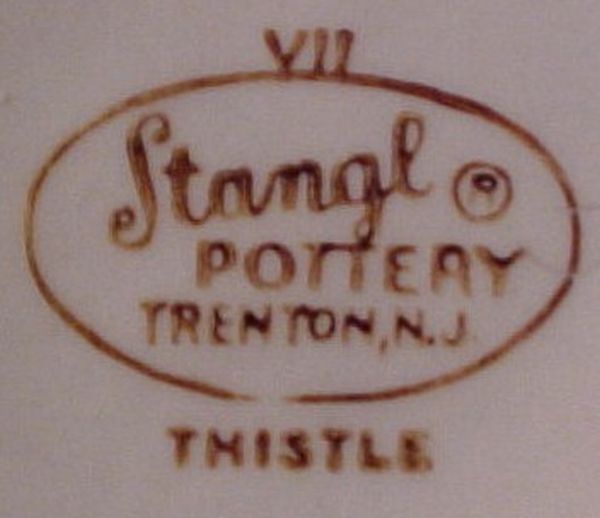 VII
Stangl ®
POTTERY
TRENTON, N.J.
THISTLE